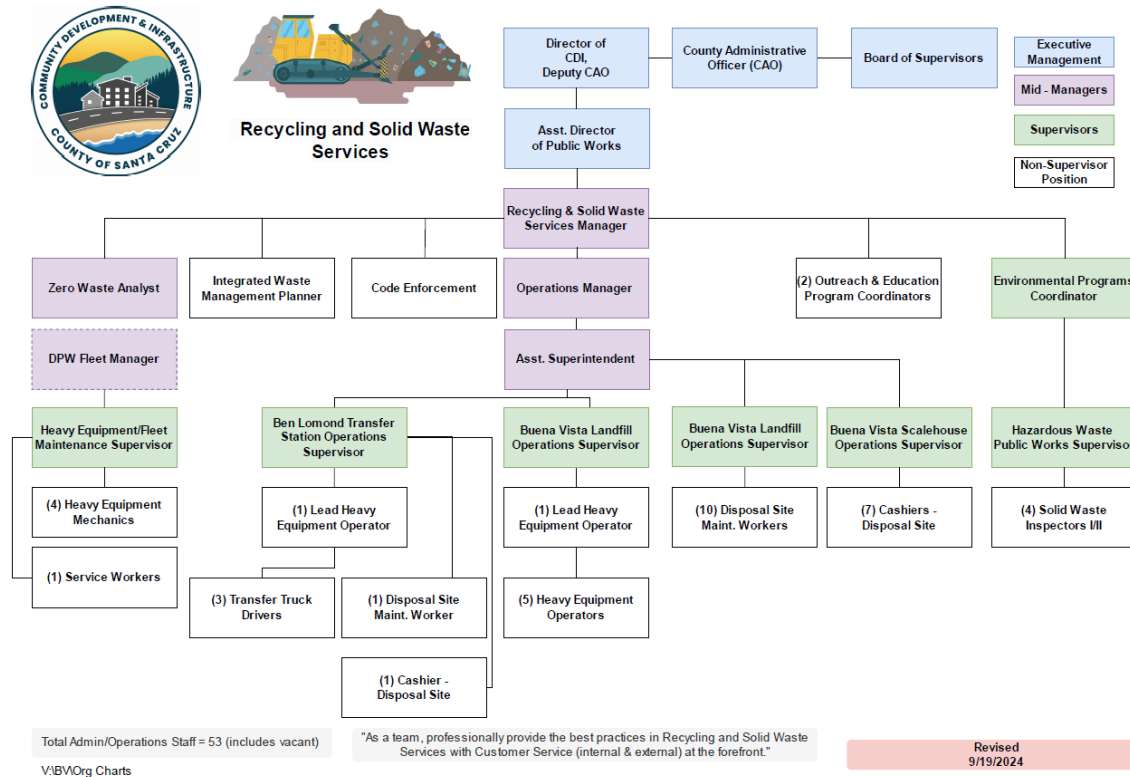 COMMUNITY DEVELOPMENT & INFRASTRUCTURE
COUNTY OF SANTA CRUZ
Recycling and Solid Waste
Services
Director of
CDI,
Deputy CAO
County Administrative
Officer (CAO)
Board of Supervisors
Executive
Management
Mid - Managers
Supervisors
Non-Supervisor
Position
Asst. Director
of Public Works
Recycling & Solid Waste
Services Manager
Zero Waste Analyst
Integrated Waste
Management Planner
Code Enforcement
Operations Manager
(2) Outreach & Education
Program Coordinators
Environmental Programs
Coordinator
DPW Fleet Manager
Asst. Superintendent
Heavy Equipment/Fleet
Maintenance Supervisor
Ben Lomond Transfer
Station Operations
Supervisor
Buena Vista Landfill
Operations Supervisor
Buena Vista Landfill
Operations Supervisor
Buena Vista Scalehouse
Operations Supervisor
Hazardous Waste
Public Works Supervisor
(4) Heavy Equipment
Mechanics
(1) Lead Heavy
Equipment Operator
(1) Lead Heavy
Equipment Operator
(10) Disposal Site
Maint. Workers
(7) Cashiers -
Disposal Site
(4) Solid Waste
Inspectors I/II
(1) Service Workers
(3) Transfer Truck
Drivers
(1) Disposal Site
Maint. Worker
(5) Heavy Equipment
Operators
(1) Cashier -
Disposal Site
Total Admin/Operations Staff = 53 (includes vacant)
"As a team, professionally provide the best practices in Recycling and Solid Waste
Services with Customer Service (internal & external) at the forefront."
Revised
9/19/2024
V:\BV\Org Charts